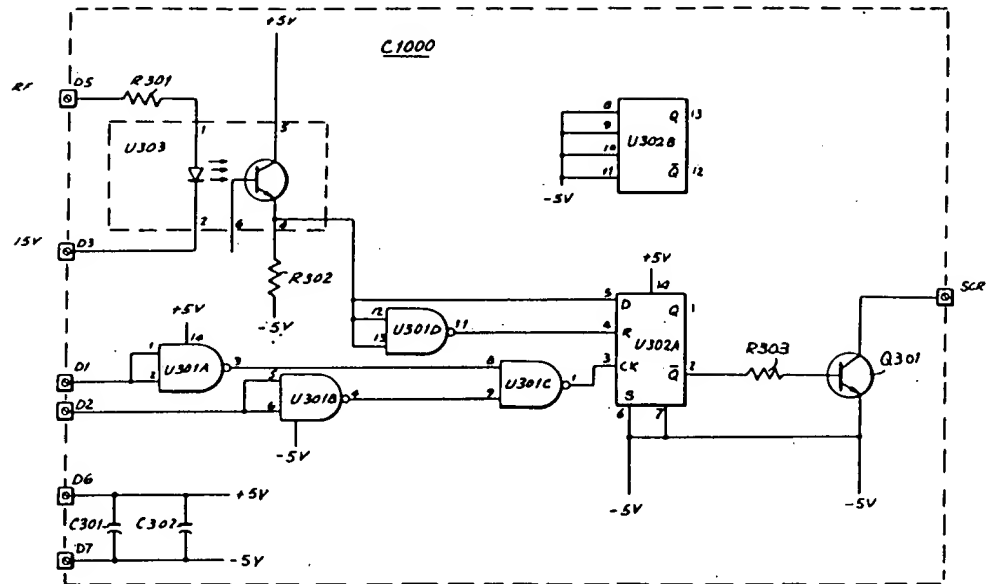 +5V
C1000
RF
D5
R301
1
5
U303
2
6
4
15V
D3
R302
-5V
8
9
10
11
U302B
Q
13
Q̅
12
-5V
+5V
14
5
D
Q
1
4
R
U302A
3
CK
Q̅
2
S
6
7
R303
Q301
SCR
12
13
U301D
11
+5V
14
D1
1
2
U301A
3
D2
5
6
U301B
4
-5V
8
9
U301C
1
-5V
-5V
D6
+5V
C301
C302
D7
-5V